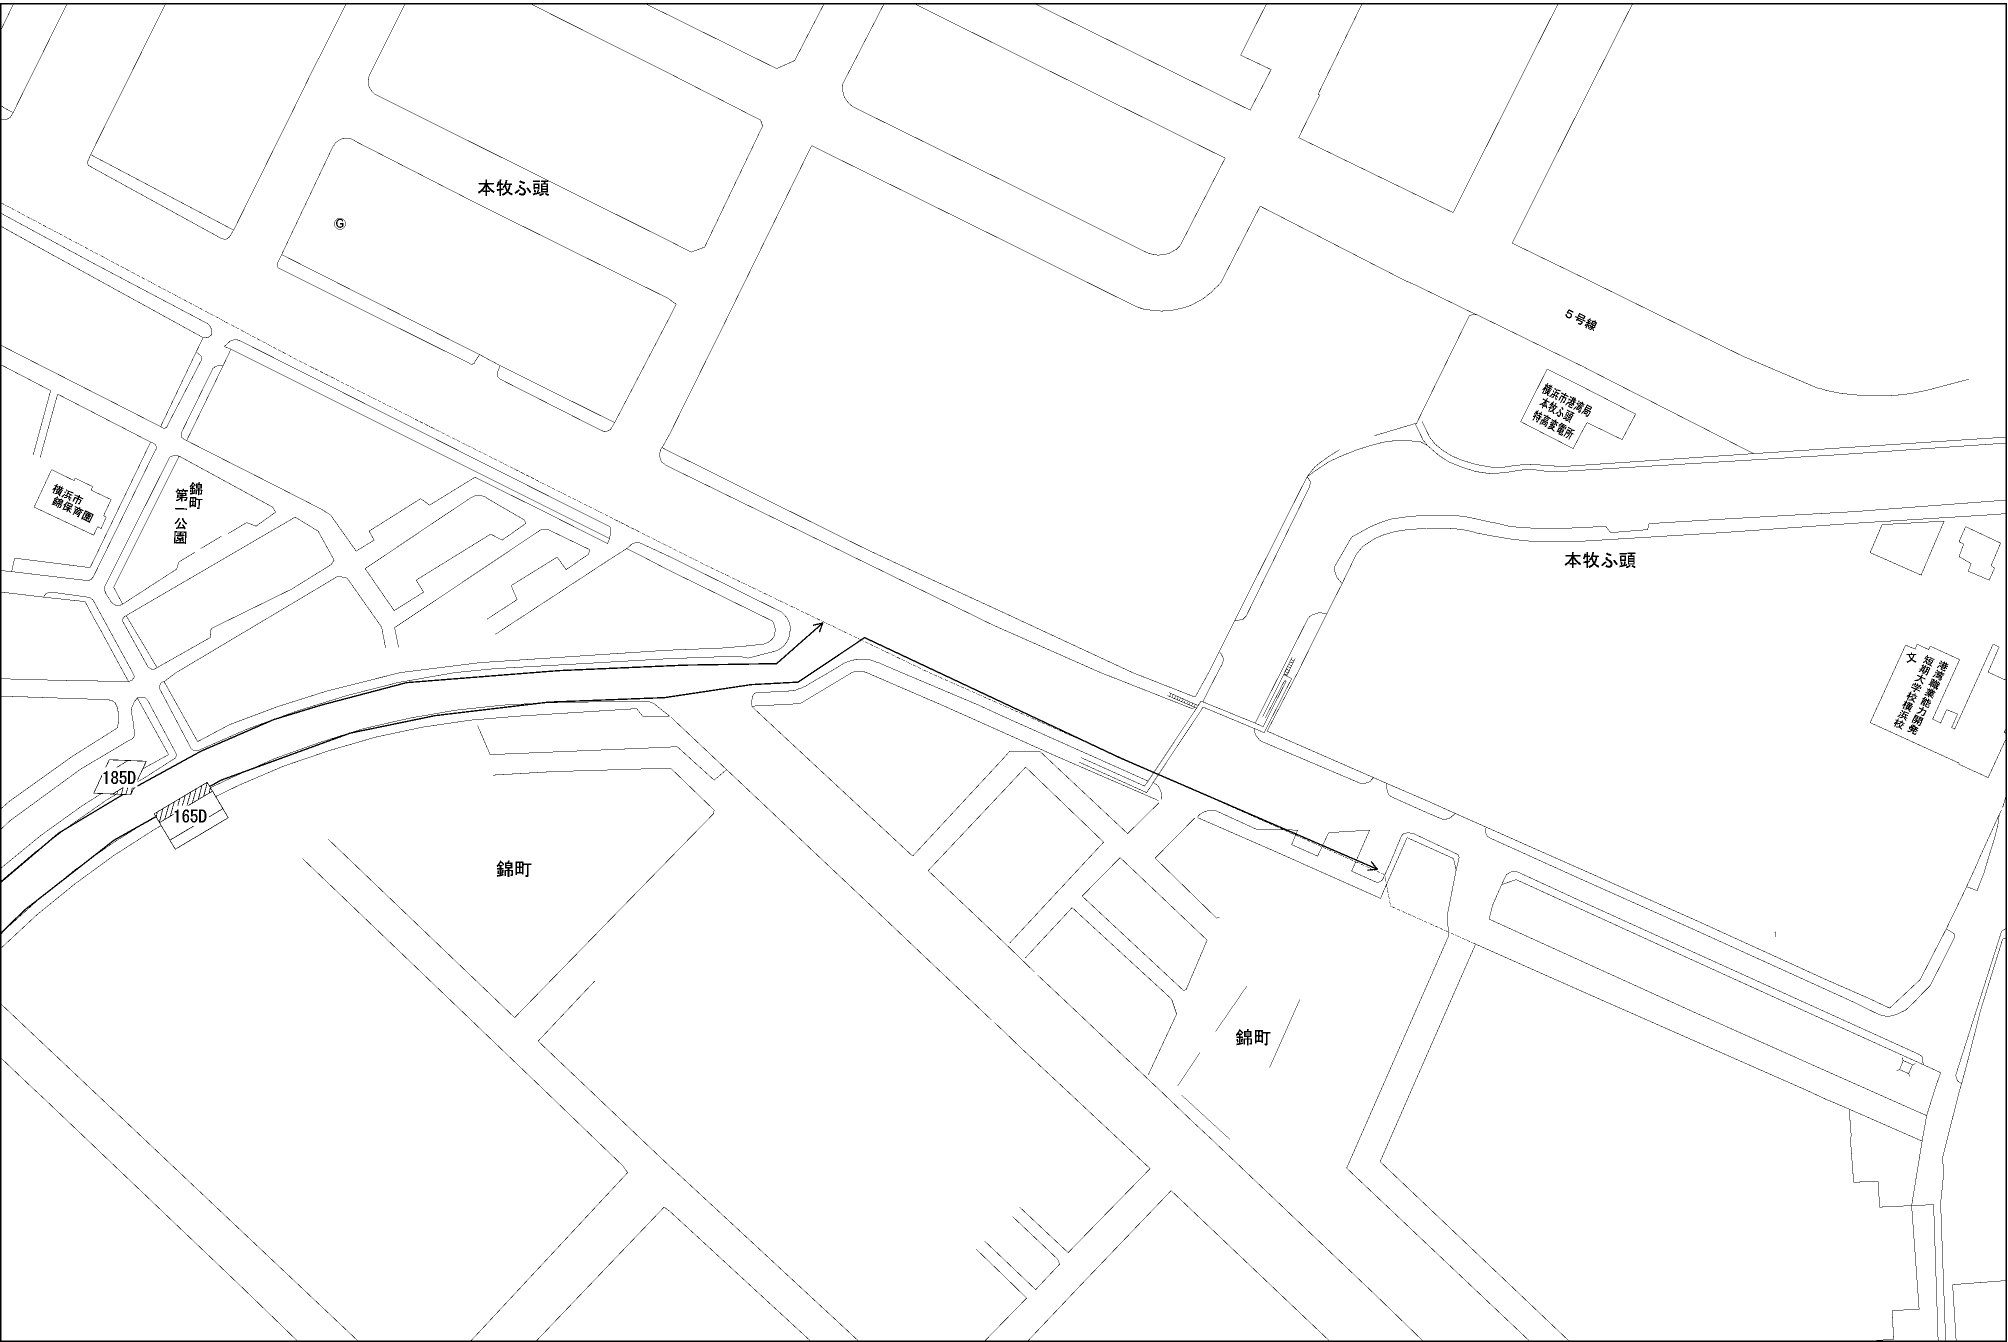 本牧ふ頭
G
5号線
横浜市港湾局
本牧ふ頭
特高変電所
錦町
第一公園
横浜市
錦保育園
本牧ふ頭
文
港湾職業能力開発
短期大学校横浜校
185D
165D
錦町
錦町